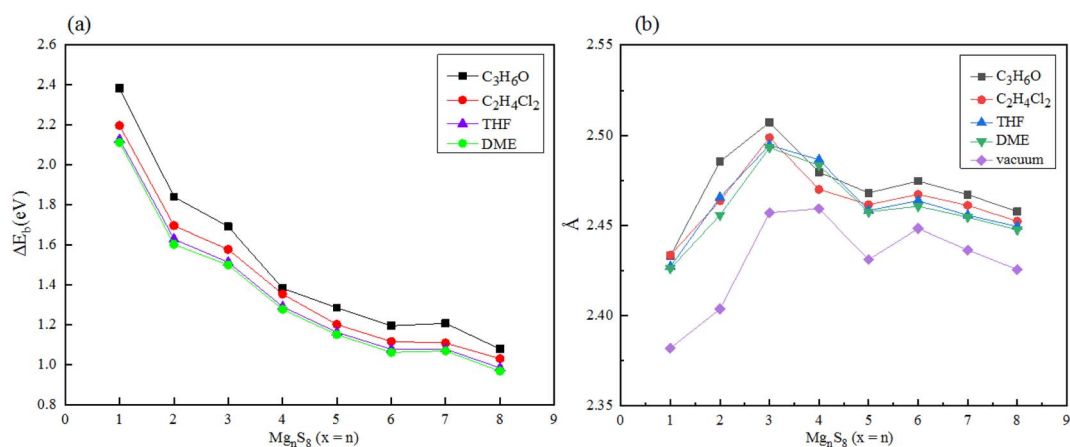 (a)
2.6
2.4
2.2
2.0
1.8
1.6
1.4
1.2
1.0
0.8
ΔE_b(eV)
C₃H₆O
C₂H₄Cl₂
THF
DME
0 1 2 3 4 5 6 7 8 9
MgₙS₈ (x = n)
(b)
2.55
2.50
2.45
2.40
2.35
Å
C₃H₆O
C₂H₄Cl₂
THF
DME
vacuum
0 1 2 3 4 5 6 7 8 9
MgₙS₈ (x = n)